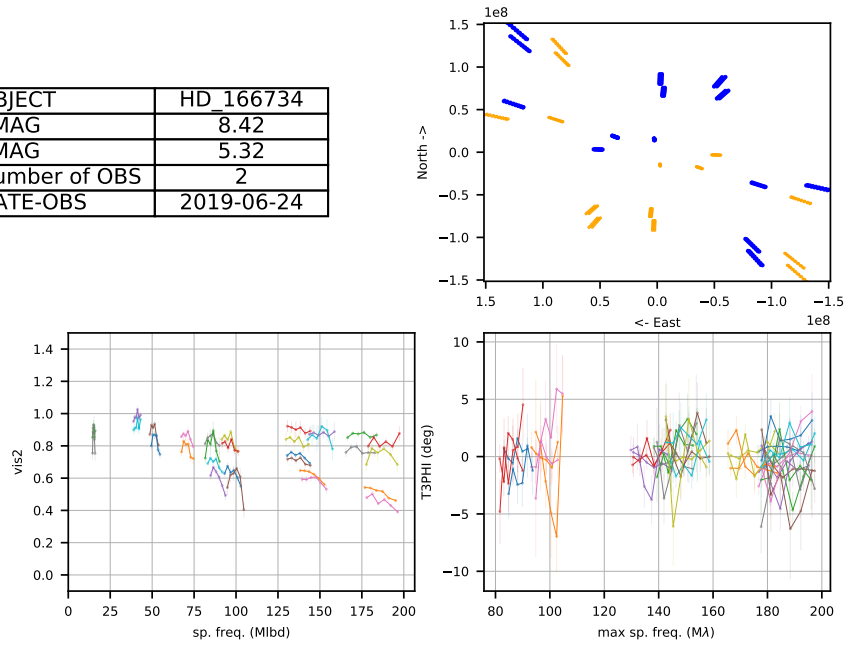 BJECT HD_166734
MAG 8.42
MAG 5.32
umber of OBS 2
ATE-OBS 2019-06-24
1e8
1.5
1.0
0.5
0.0
−0.5
−1.0
−1.5
North ->
1.5 1.0 0.5 0.0 −0.5 −1.0 −1.5
<- East
1e8
1.4
1.2
1.0
0.8
0.6
0.4
0.2
0.0
vis2
0 25 50 75 100 125 150 175 200
sp. freq. (Mlbd)
10
5
0
−5
−10
T3PHI (deg)
80 100 120 140 160 180 200
max sp. freq. (Mλ)